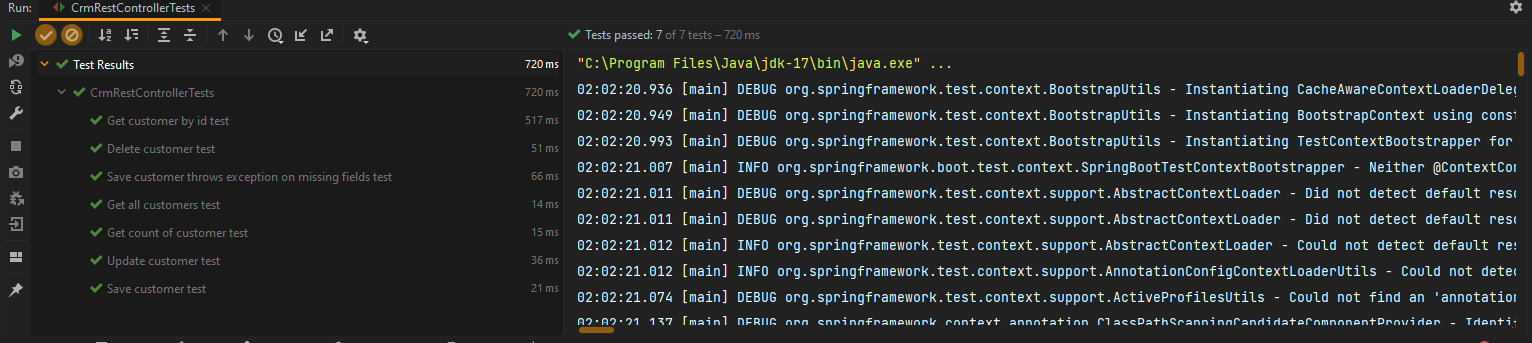 Run: CrmRestControllerTests
Tests passed: 7 of 7 tests – 720 ms
Test Results 720 ms
CrmRestControllerTests 720 ms
Get customer by id test 517 ms
Delete customer test 51 ms
Save customer throws exception on missing fields test 66 ms
Get all customers test 14 ms
Get count of customer test 15 ms
Update customer test 36 ms
Save customer test 21 ms
"C:\Program Files\Java\jdk-17\bin\java.exe" ...
02:02:20.936 [main] DEBUG org.springframework.test.context.BootstrapUtils - Instantiating CacheAwareContextLoaderDeleg
02:02:20.949 [main] DEBUG org.springframework.test.context.BootstrapUtils - Instantiating BootstrapContext using const
02:02:20.993 [main] DEBUG org.springframework.test.context.BootstrapUtils - Instantiating TestContextBootstrapper for
02:02:21.007 [main] INFO org.springframework.boot.test.context.SpringBootTestContextBootstrapper - Neither @ContextCon
02:02:21.011 [main] DEBUG org.springframework.test.context.support.AbstractContextLoader - Did not detect default reso
02:02:21.011 [main] DEBUG org.springframework.test.context.support.AbstractContextLoader - Did not detect default reso
02:02:21.012 [main] INFO org.springframework.test.context.support.AbstractContextLoader - Could not detect default res
02:02:21.012 [main] INFO org.springframework.test.context.support.AnnotationConfigContextLoaderUtils - Could not detec
02:02:21.074 [main] DEBUG org.springframework.test.context.support.ActiveProfilesUtils - Could not find an 'annotation
02:02:21.137 [main] DEBUG org.springframework.context.annotation.ClassPathScanningCandidateComponentProvider - Identif